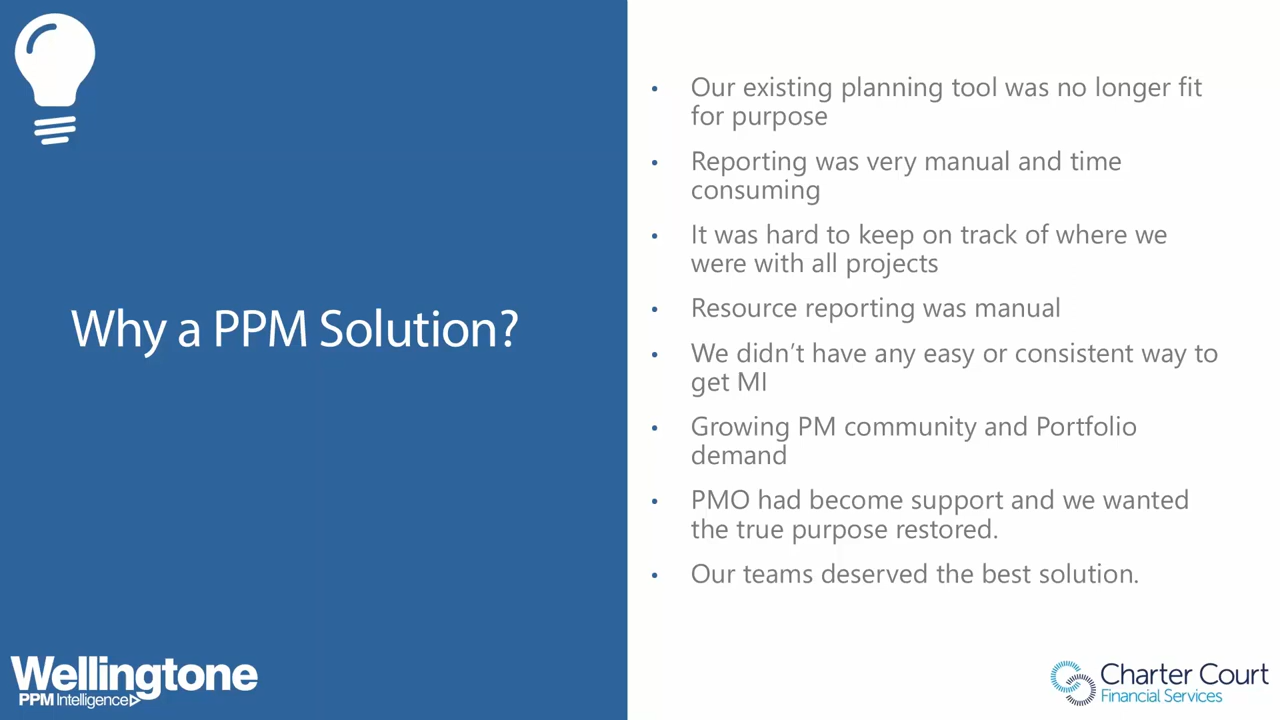 Why a PPM Solution?
• Our existing planning tool was no longer fit
for purpose
• Reporting was very manual and time
consuming
• It was hard to keep on track of where we
were with all projects
• Resource reporting was manual
• We didn’t have any easy or consistent way to
get MI
• Growing PM community and Portfolio
demand
• PMO had become support and we wanted
the true purpose restored.
• Our teams deserved the best solution.
Wellingtone
PPM Intelligence
Charter Court
Financial Services